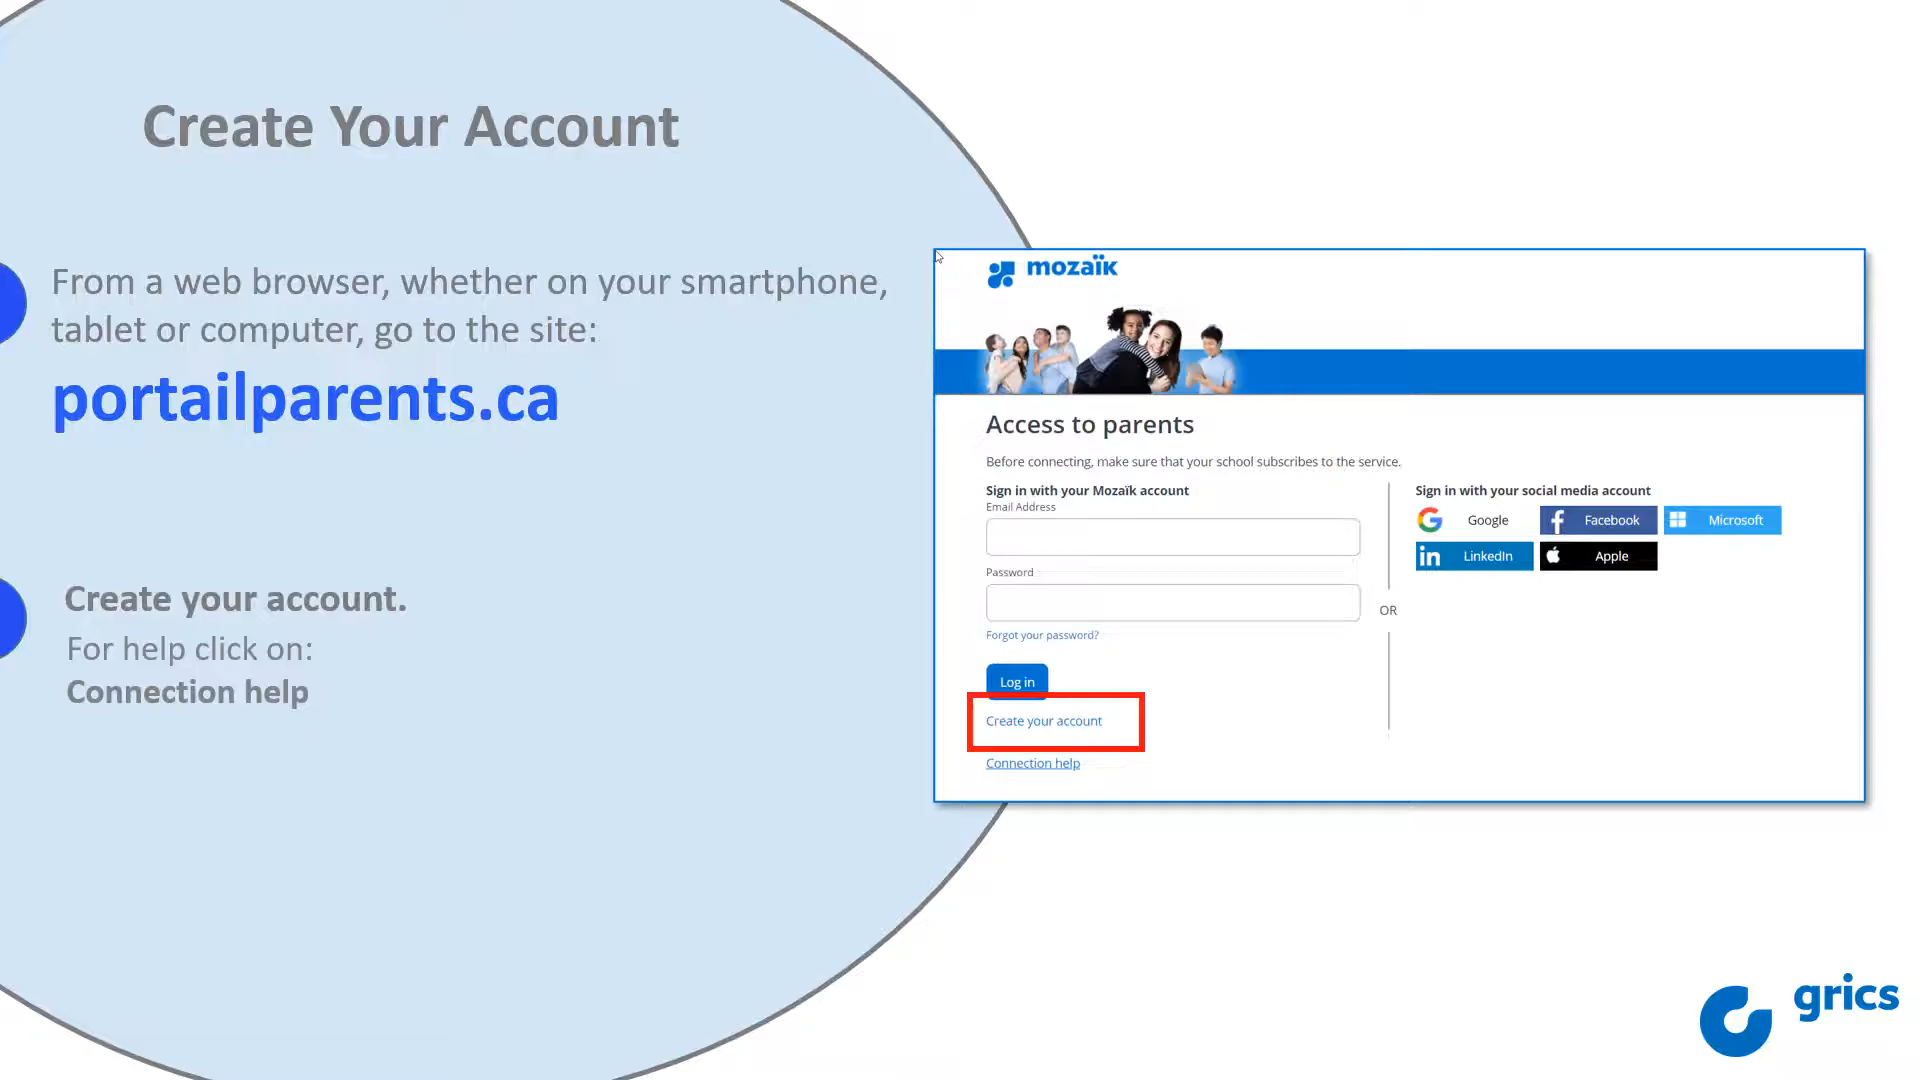 Create Your Account
From a web browser, whether on your smartphone,
tablet or computer, go to the site:
portailparents.ca
Create your account.
For help click on:
Connection help
mozaïk
Access to parents
Before connecting, make sure that your school subscribes to the service.
Sign in with your Mozaïk account
Email Address
Password
Forgot your password?
Log in
Create your account
Connection help
OR
Sign in with your social media account
Google
Facebook
Microsoft
LinkedIn
Apple
grics